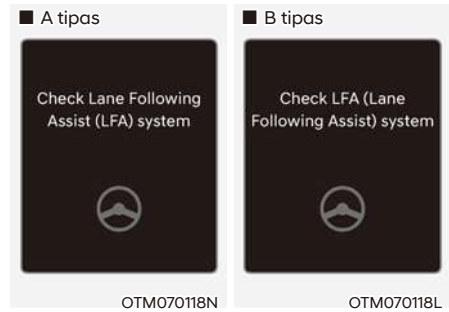 ■ A tipas
Check Lane Following
Assist (LFA) system
OTM070118N
■ B tipas
Check LFA (Lane
Following Assist) system
OTM070118L